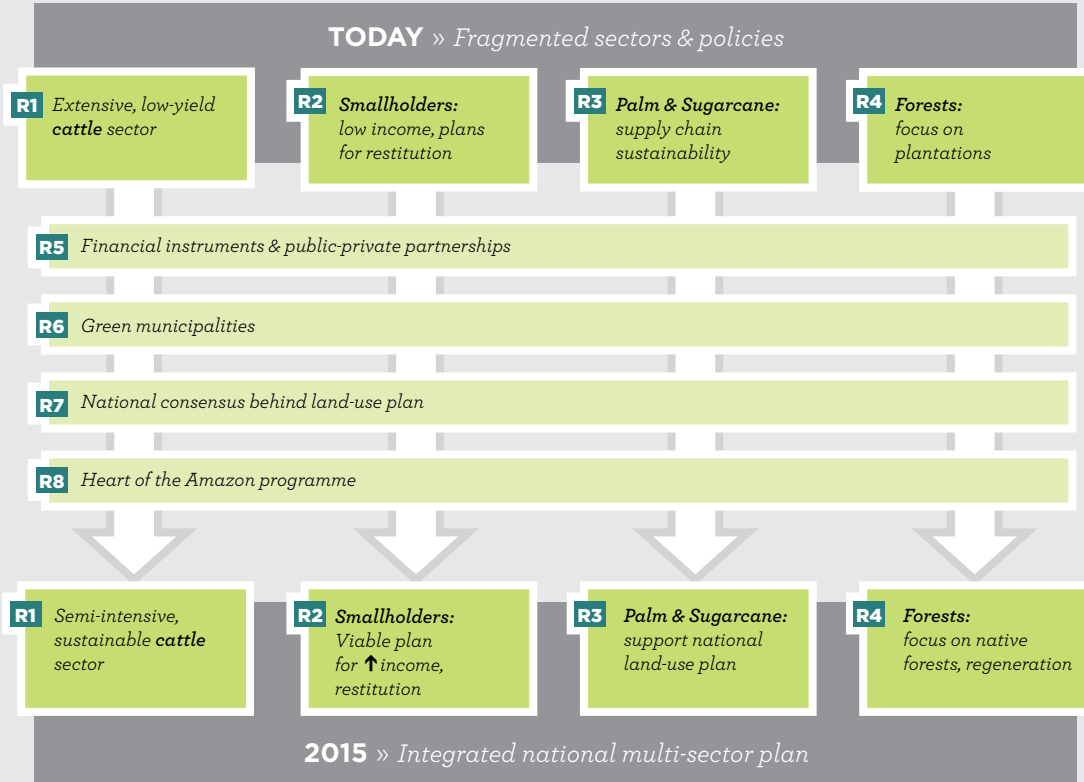 TODAY » Fragmented sectors & policies
R1 Extensive, low-yield
cattle sector
R2 Smallholders:
low income, plans
for restitution
R3 Palm & Sugarcane:
supply chain
sustainability
R4 Forests:
focus on
plantations
R5 Financial instruments & public-private partnerships
R6 Green municipalities
R7 National consensus behind land-use plan
R8 Heart of the Amazon programme
R1 Semi-intensive,
sustainable cattle
sector
R2 Smallholders:
Viable plan
for ↑ income,
restitution
R3 Palm & Sugarcane:
support national
land-use plan
R4 Forests:
focus on native
forests, regeneration
2015 » Integrated national multi-sector plan